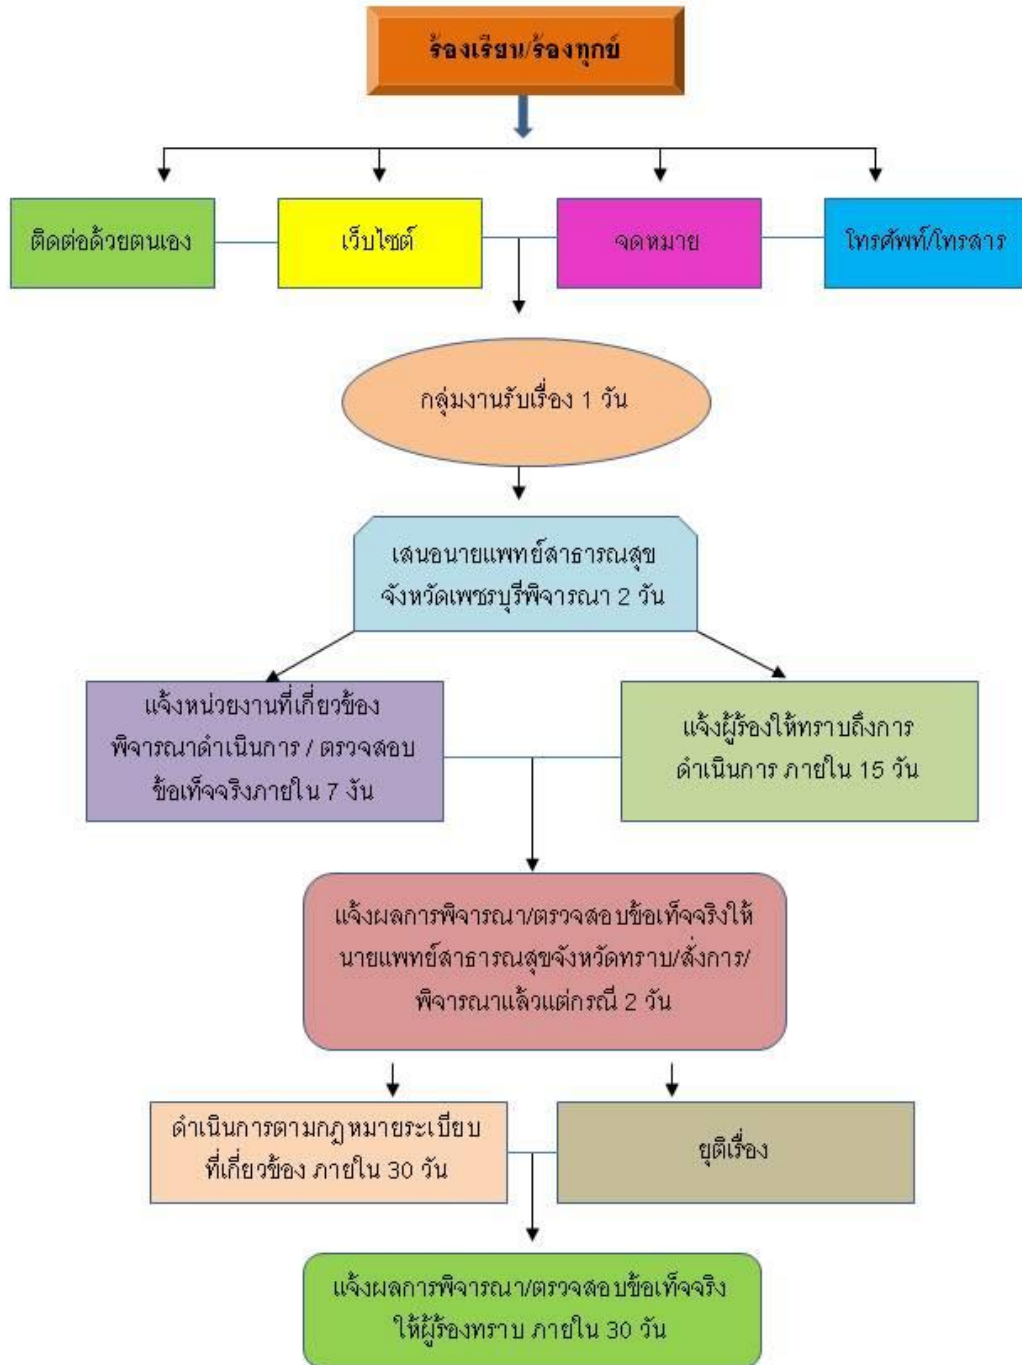 ร้องเรียน/ร้องทุกข์
ติดต่อด้วยตนเอง
เว็บไซต์
จดหมาย
โทรศัพท์/โทรสาร
กลุ่มงานรับเรื่อง 1 วัน
เสนอนายแพทย์สาธารณสุข
จังหวัดเพชรบุรีพิจารณา 2 วัน
แจ้งหน่วยงานที่เกี่ยวข้อง
พิจารณาดำเนินการ / ตรวจสอบ
ข้อเท็จจริงภายใน 7 งัน
แจ้งผู้ร้องให้ทราบถึงการ
ดำเนินการ ภายใน 15 วัน
แจ้งผลการพิจารณา/ตรวจสอบข้อเท็จจริงให้
นายแพทย์สาธารณสุขจังหวัดทราบ/สั่งการ/
พิจารณาแล้วแต่กรณี 2 วัน
ดำเนินการตามกฎหมายระเบียบ
ที่เกี่ยวข้อง ภายใน 30 วัน
ยุติเรื่อง
แจ้งผลการพิจารณา/ตรวจสอบข้อเท็จจริง
ให้ผู้ร้องทราบ ภายใน 30 วัน